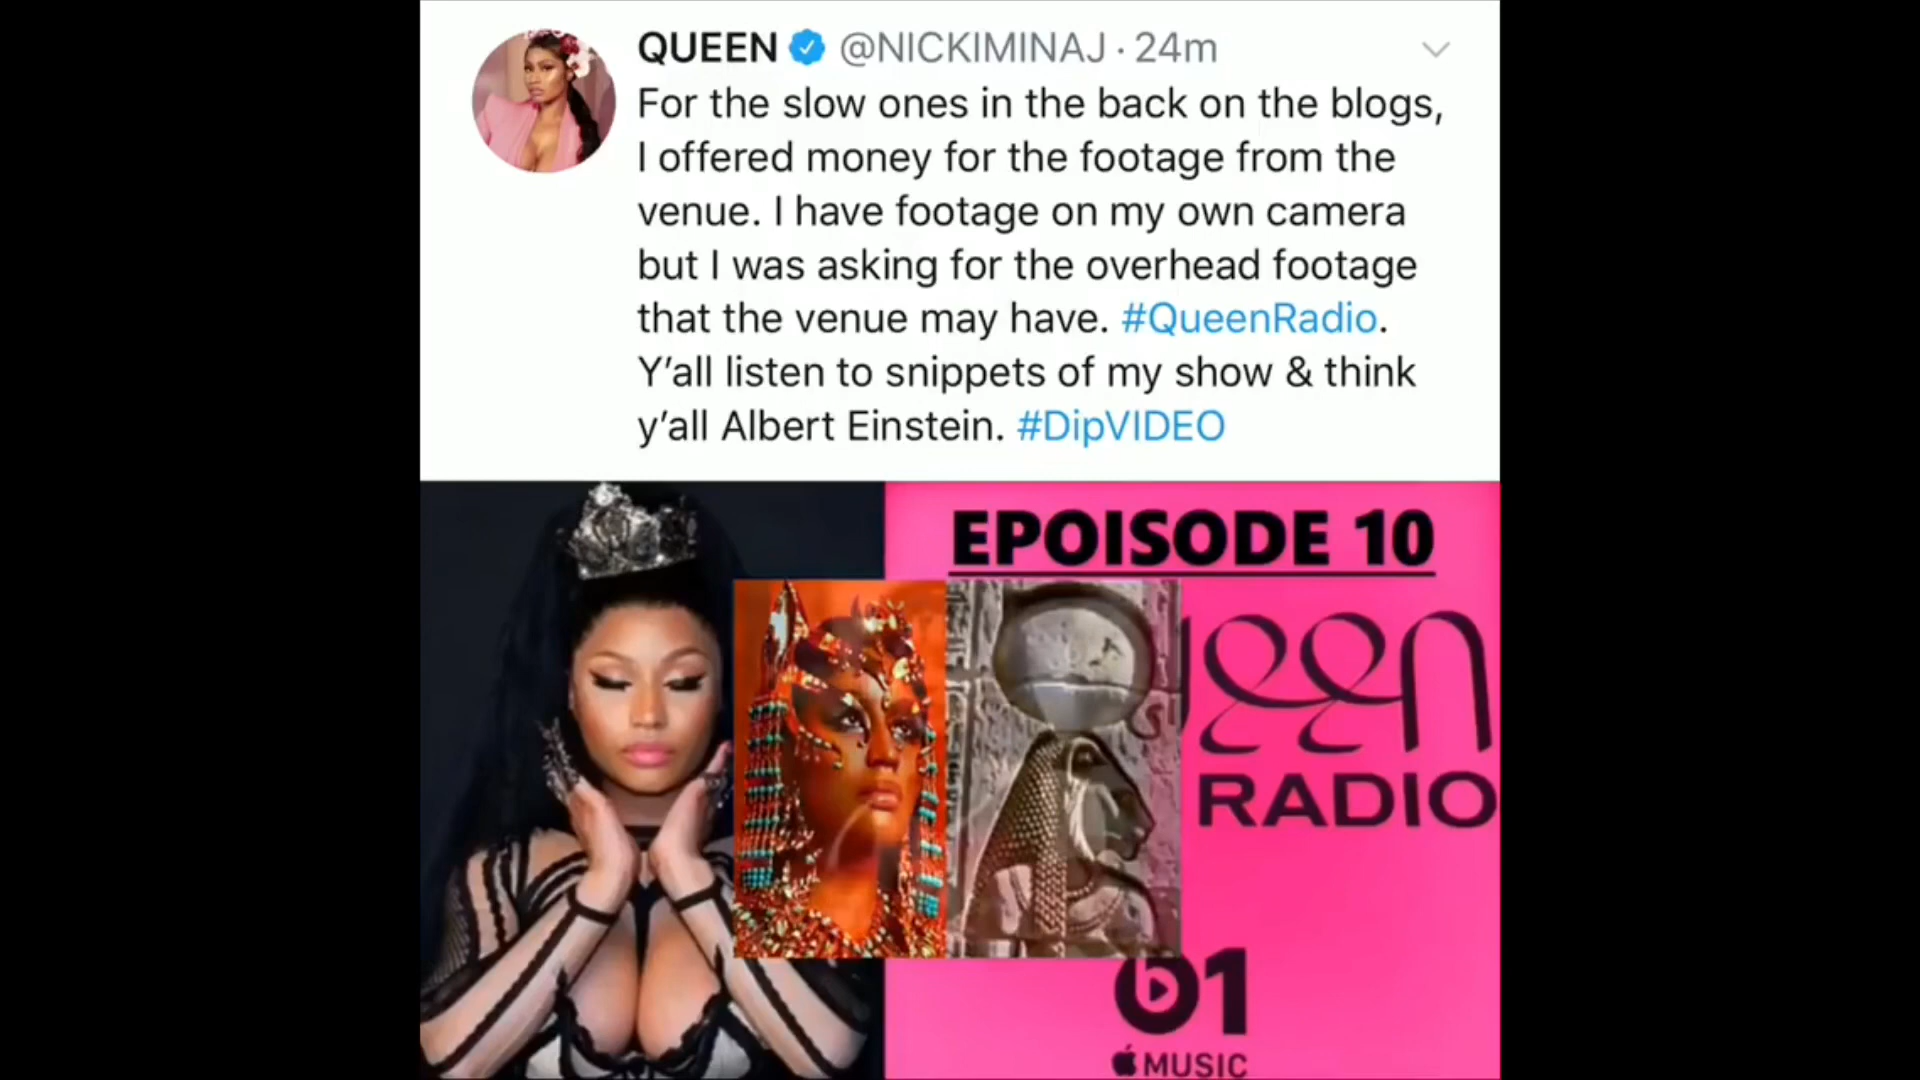 QUEEN @NICKIMINAJ · 24m
For the slow ones in the back on the blogs,
I offered money for the footage from the
venue. I have footage on my own camera
but I was asking for the overhead footage
that the venue may have. #QueenRadio.
Y’all listen to snippets of my show & think
y’all Albert Einstein. #DipVIDEO
EPOISODE 10
ueen
RADIO
1
MUSIC